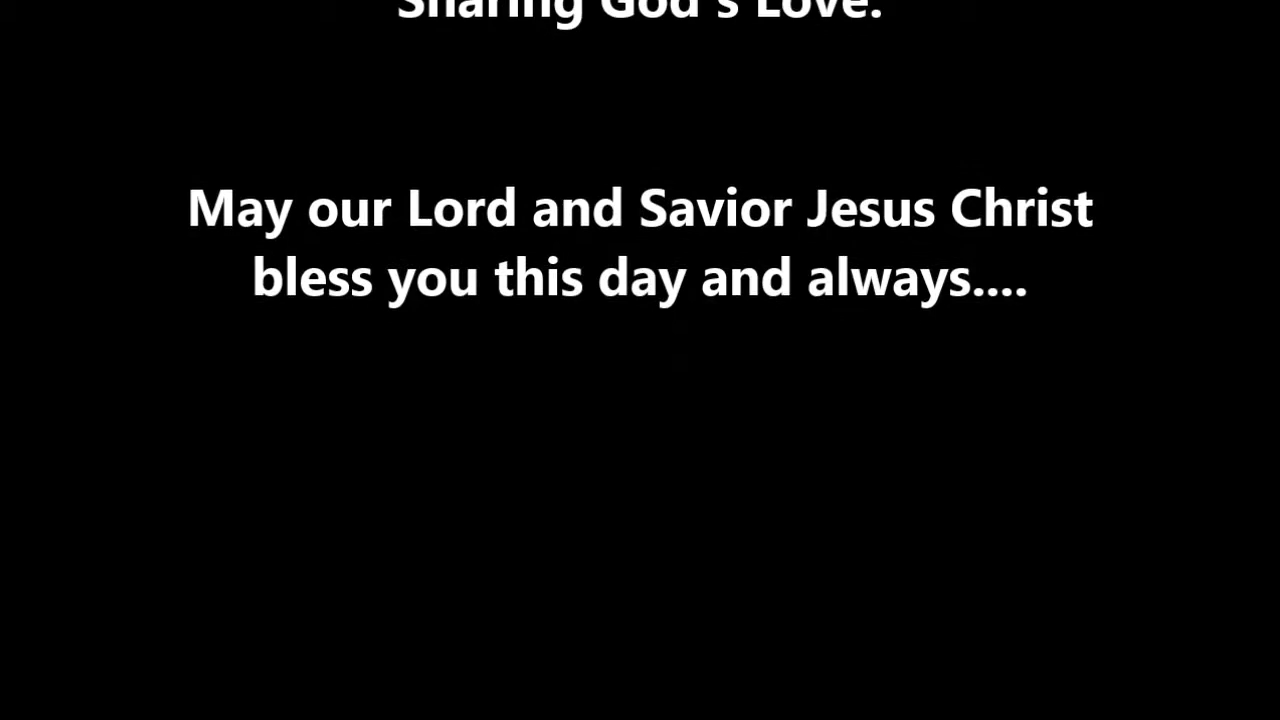 Sharing God's Love.
May our Lord and Savior Jesus Christ
bless you this day and always....